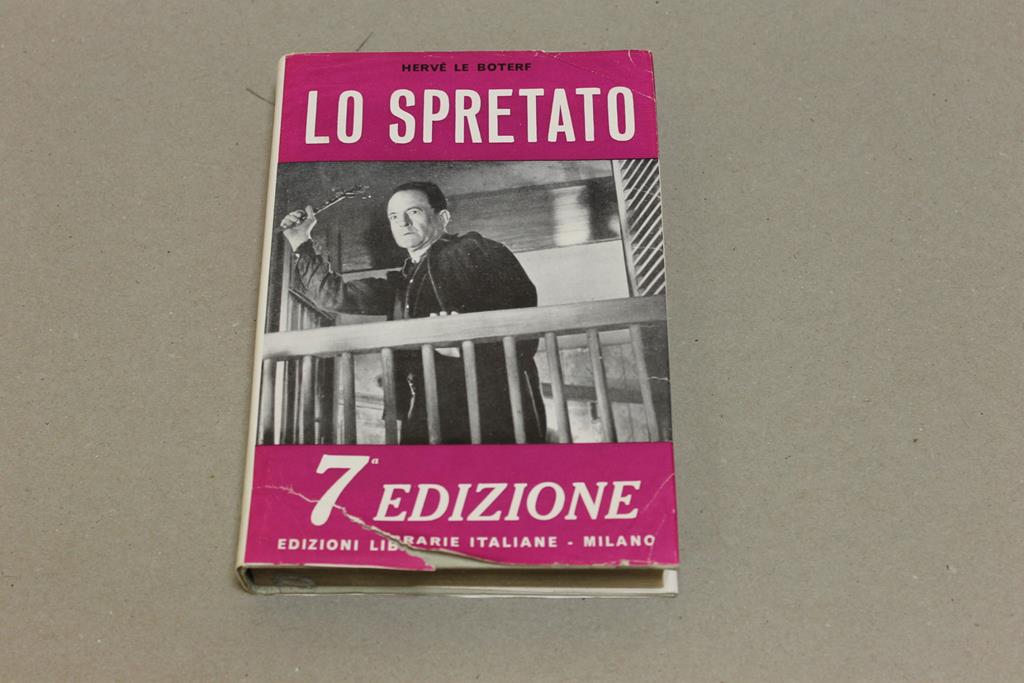 HERVÉ LE BOTERF
LO SPRETATO
7ª EDIZIONE
EDIZIONI LIBRARIE ITALIANE - MILANO